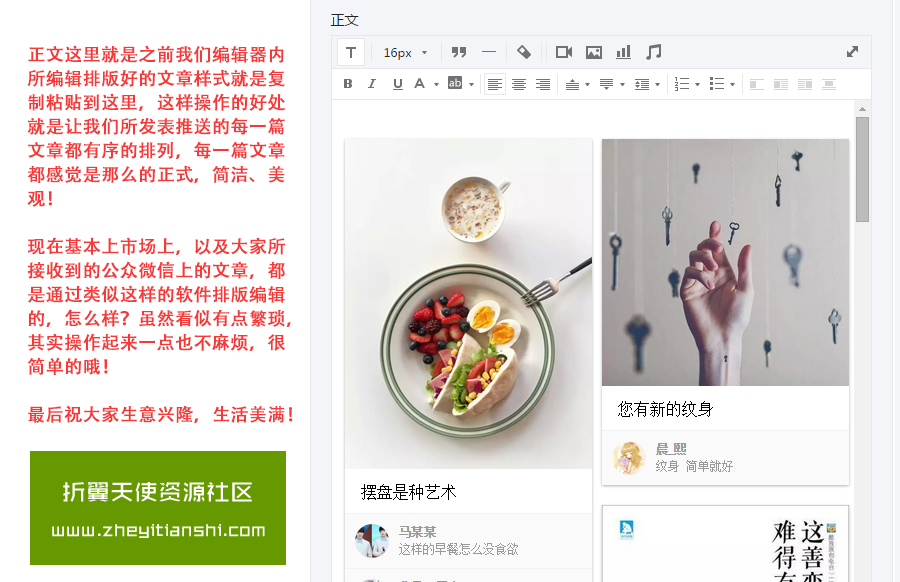 正文这里就是之前我们编辑器内
所编辑排版好的文章样式就是复
制粘贴到这里，这样操作的好处
就是让我们所发表推送的每一篇
文章都有序的排列，每一篇文章
都感觉是那么的正式，简洁、美
观！
现在基本上市场上，以及大家所
接收到的公众微信上的文章，都
是通过类似这样的软件排版编辑
的，怎么样？虽然看似有点繁琐，
其实操作起来一点也不麻烦，很
简单的哦！
最后祝大家生意兴隆，生活美满！
折翼天使资源社区
www.zheyitianshi.com
正文
T 16px
B I U A ab
摆盘是种艺术
马某某
这样的早餐怎么没食欲
您有新的纹身
晨_熙
纹身 简单就好
这善变
难得有